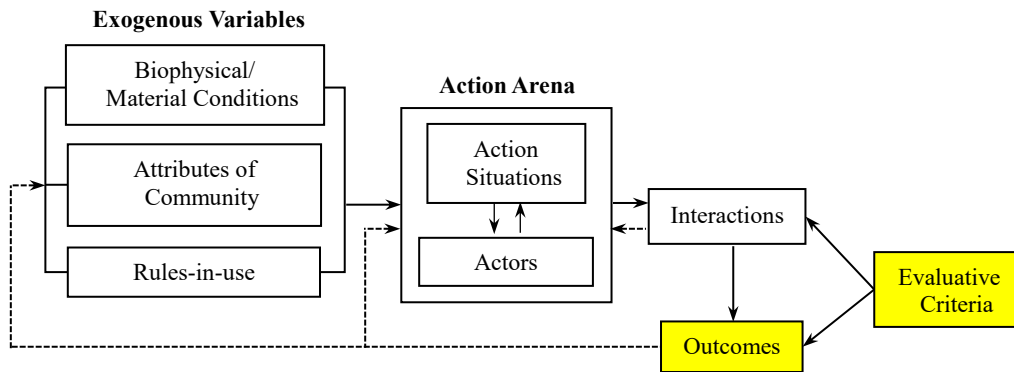 Exogenous Variables
Biophysical/
Material Conditions
Attributes of
Community
Rules-in-use
Action Arena
Action
Situations
Actors
Interactions
Outcomes
Evaluative
Criteria